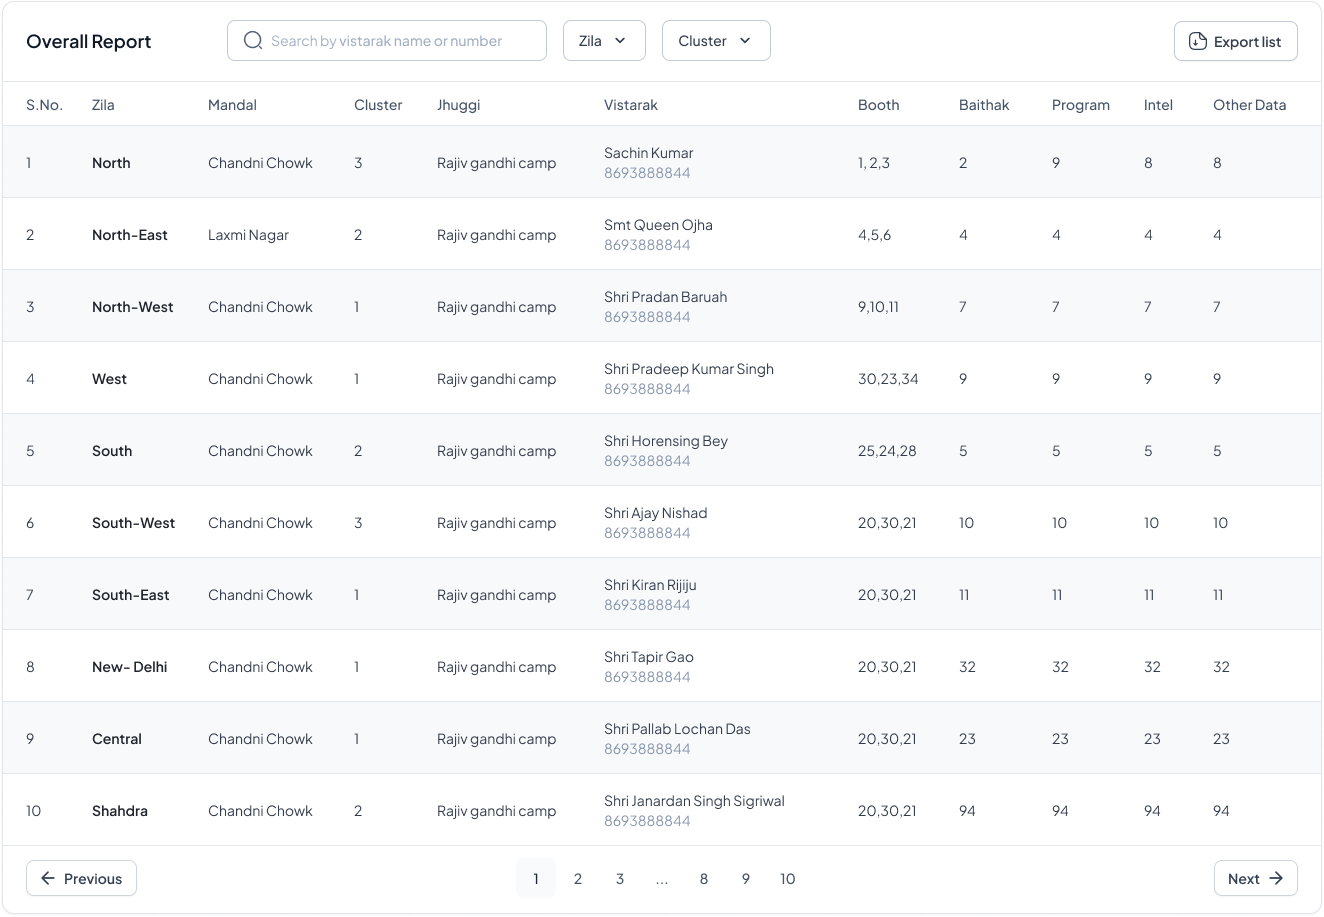 Overall Report Search by vistarak name or number Zila Cluster Export list
S.No. Zila Mandal Cluster Jhuggi Vistarak Booth Baithak Program Intel Other Data
1 North Chandni Chowk 3 Rajiv gandhi camp Sachin Kumar 1, 2,3 2 9 8 8
8693888844
2 North-East Laxmi Nagar 2 Rajiv gandhi camp Smt Queen Ojha 4,5,6 4 4 4 4
8693888844
3 North-West Chandni Chowk 1 Rajiv gandhi camp Shri Pradan Baruah 9,10,11 7 7 7 7
8693888844
4 West Chandni Chowk 1 Rajiv gandhi camp Shri Pradeep Kumar Singh 30,23,34 9 9 9 9
8693888844
5 South Chandni Chowk 2 Rajiv gandhi camp Shri Horensing Bey 25,24,28 5 5 5 5
8693888844
6 South-West Chandni Chowk 3 Rajiv gandhi camp Shri Ajay Nishad 20,30,21 10 10 10 10
8693888844
7 South-East Chandni Chowk 1 Rajiv gandhi camp Shri Kiran Rijiju 20,30,21 11 11 11 11
8693888844
8 New- Delhi Chandni Chowk 1 Rajiv gandhi camp Shri Tapir Gao 20,30,21 32 32 32 32
8693888844
9 Central Chandni Chowk 1 Rajiv gandhi camp Shri Pallab Lochan Das 20,30,21 23 23 23 23
8693888844
10 Shahdra Chandni Chowk 2 Rajiv gandhi camp Shri Janardan Singh Sigriwal 20,30,21 94 94 94 94
8693888844
Previous 1 2 3 ... 8 9 10 Next